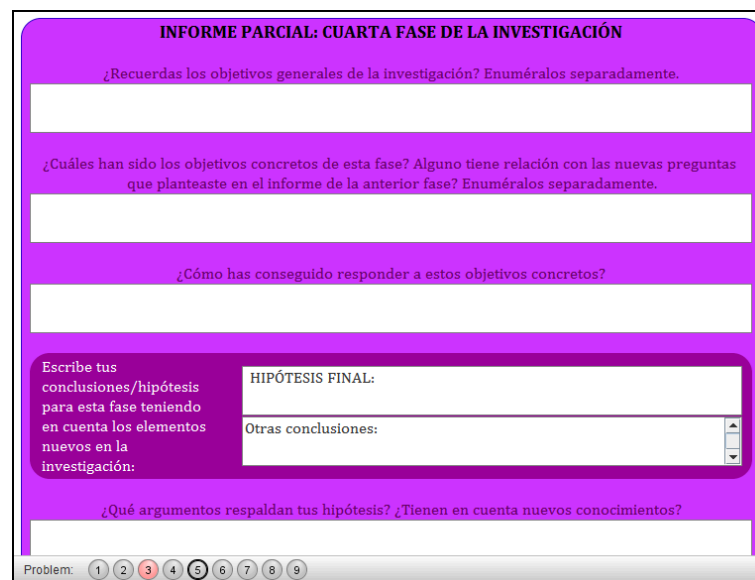 INFORME PARCIAL: CUARTA FASE DE LA INVESTIGACIÓN
¿Recuerdas los objetivos generales de la investigación? Enuméralos separadamente.
¿Cuáles han sido los objetivos concretos de esta fase? Alguno tiene relación con las nuevas preguntas
que planteaste en el informe de la anterior fase? Enuméralos separadamente.
¿Cómo has conseguido responder a estos objetivos concretos?
Escribe tus
conclusiones/hipótesis
para esta fase teniendo
en cuenta los elementos
nuevos en la
investigación:
HIPÓTESIS FINAL:
Otras conclusiones:
¿Qué argumentos respaldan tus hipótesis? ¿Tienen en cuenta nuevos conocimientos?
Problem: 1 2 3 4 5 6 7 8 9